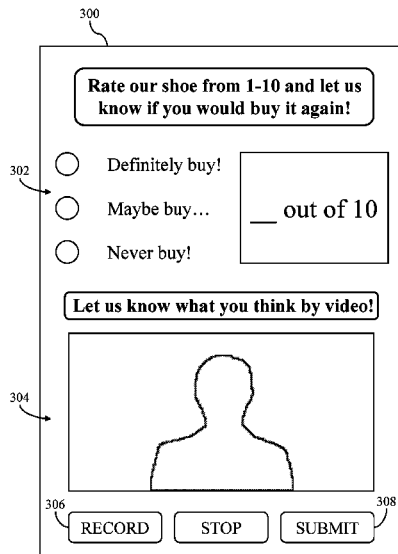 300
Rate our shoe from 1-10 and let us
know if you would buy it again!
302
Definitely buy!
Maybe buy...
Never buy!
__ out of 10
Let us know what you think by video!
304
306
308
RECORD
STOP
SUBMIT